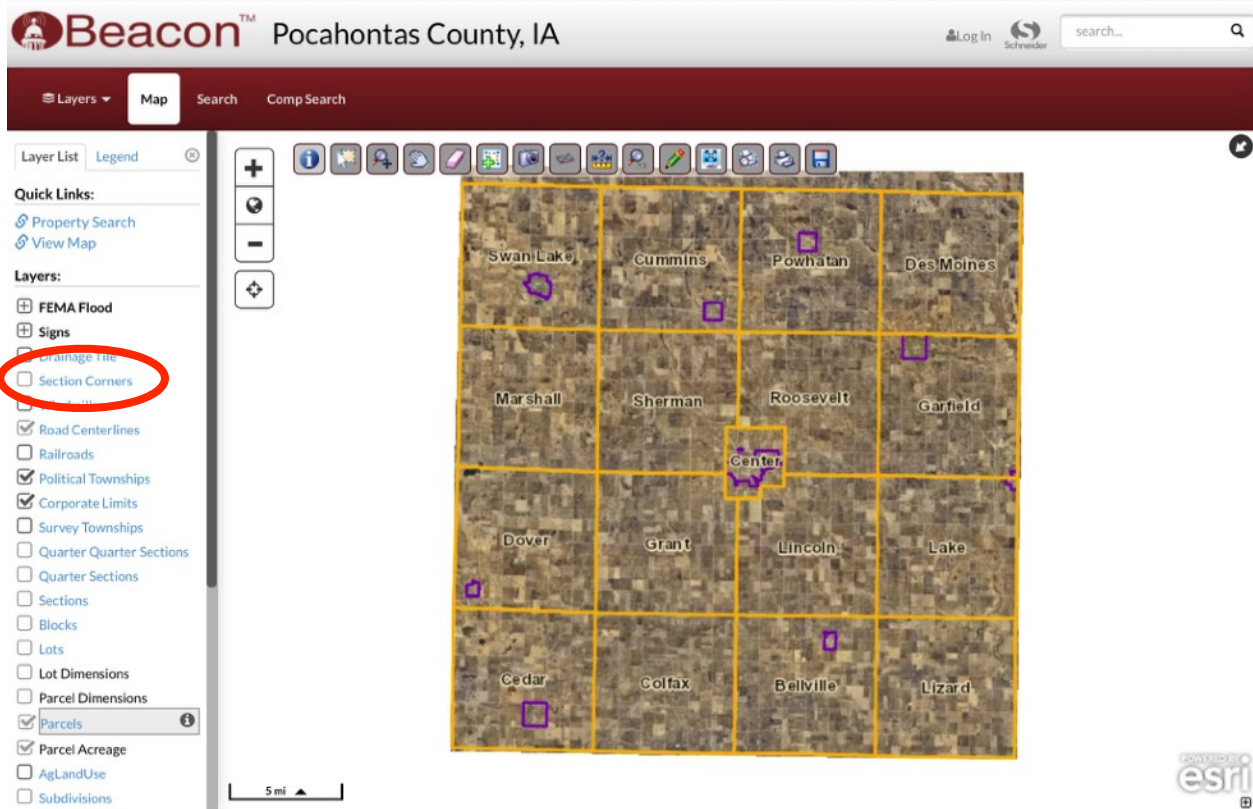 Beacon™ Pocahontas County, IA
Log In
Schneider
search...
Layers
Map
Search
Comp Search
Layer List
Legend
Quick Links:
Property Search
View Map
Layers:
FEMA Flood
Signs
Drainage Tile
Section Corners
Road Centerlines
Railroads
Political Townships
Corporate Limits
Survey Townships
Quarter Quarter Sections
Quarter Sections
Sections
Blocks
Lots
Lot Dimensions
Parcel Dimensions
Parcels
Parcel Acreage
AgLandUse
Subdivisions
Swan Lake
Cummins
Powhatan
Des Moines
Marshall
Sherman
Roosevelt
Garfield
Center
Dover
Grant
Lincoln
Lake
Cedar
Colfax
Bellville
Lizard
5 mi
POWERED BY
esri